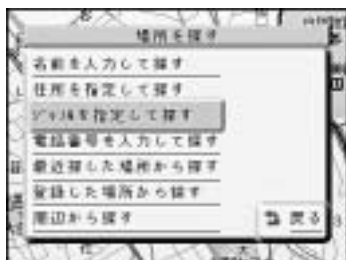 場所を探す
名前を入力して探す
住所を指定して探す
ジャンルを指定して探す
電話番号を入力して探す
最近探した場所から探す
登録した場所から探す
周辺から探す
戻る